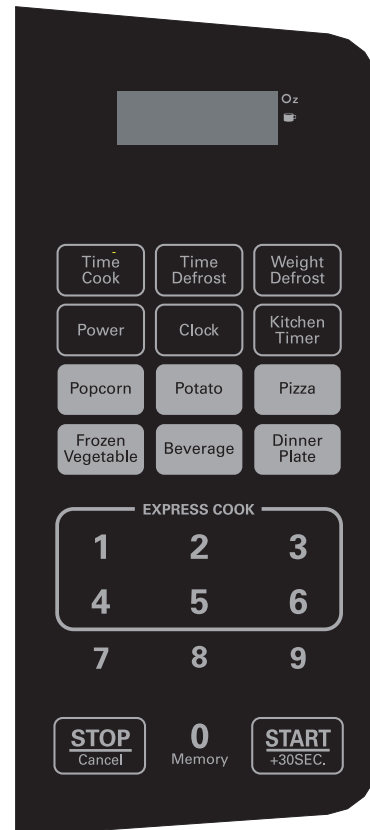 Oz
Time Cook
Time Defrost
Weight Defrost
Power
Clock
Kitchen Timer
Popcorn
Potato
Pizza
Frozen Vegetable
Beverage
Dinner Plate
EXPRESS COOK
1 2 3
4 5 6
7 8 9
STOP
Cancel
0
Memory
START
+30SEC.